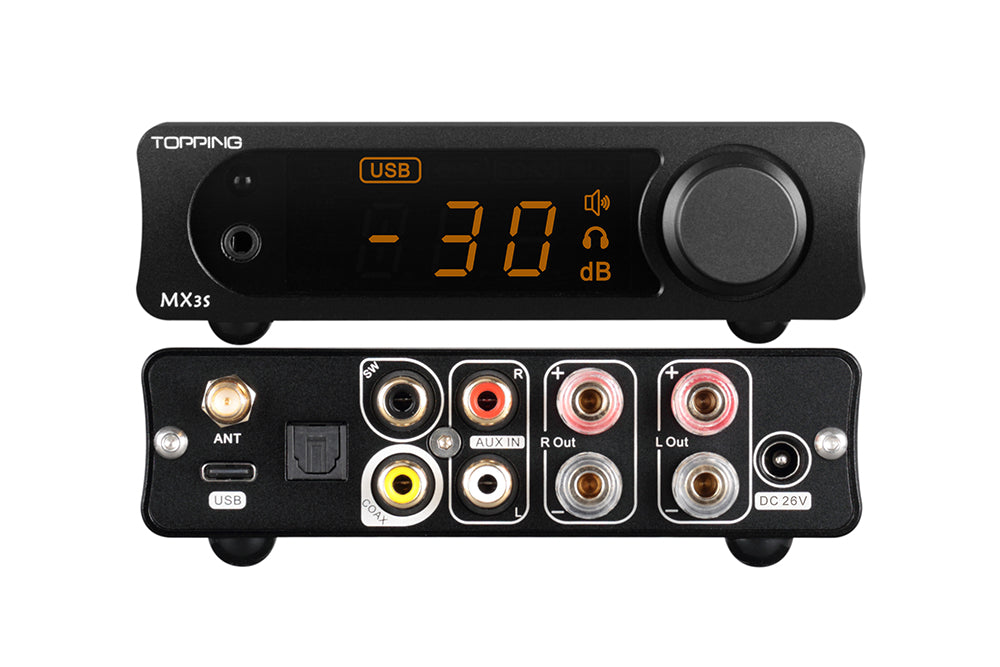 TOPPING
USB
-30
dB
MX3s
ANT
USB
SW
COAX
R
AUX IN
L
+
R Out
−
+
L Out
−
DC 26V